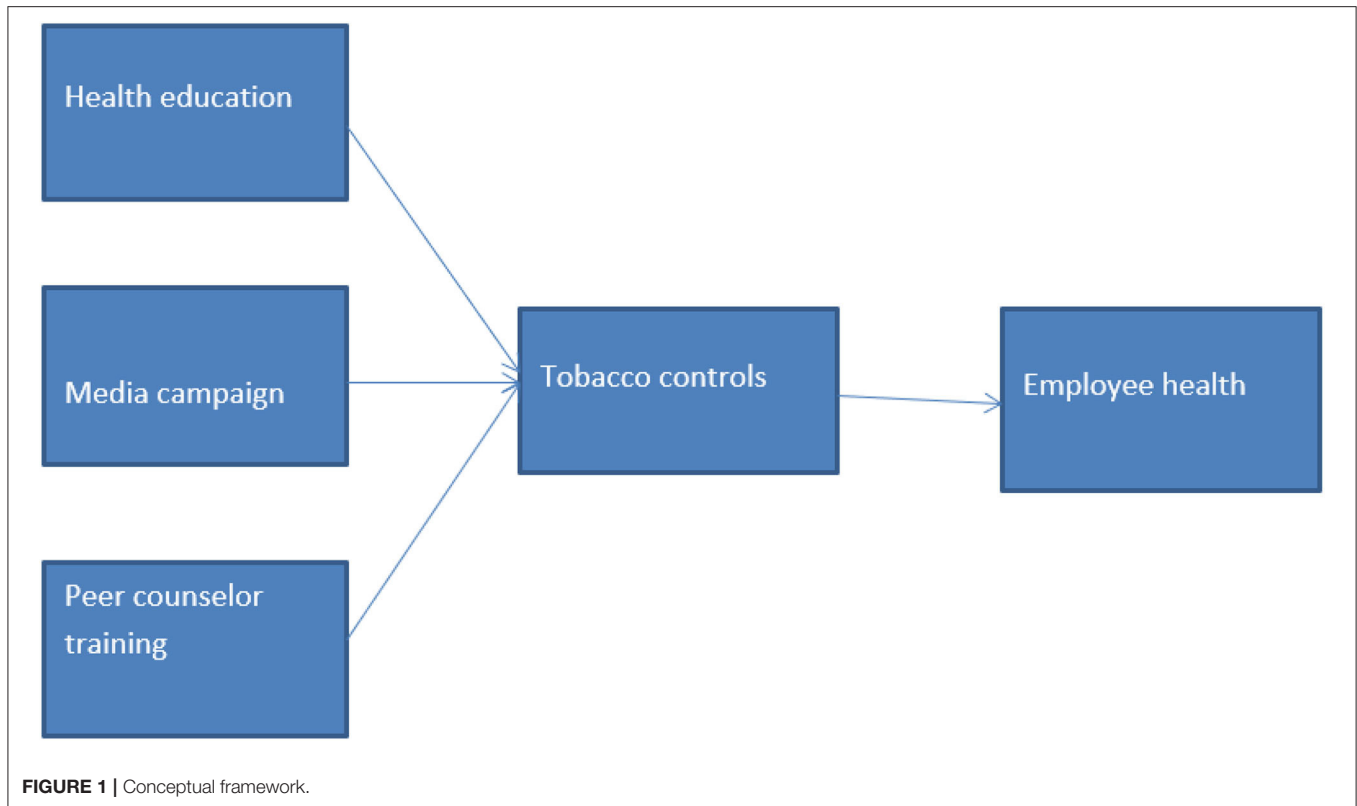 Health education
Media campaign
Tobacco controls
Employee health
Peer counselor
training
FIGURE 1 | Conceptual framework.